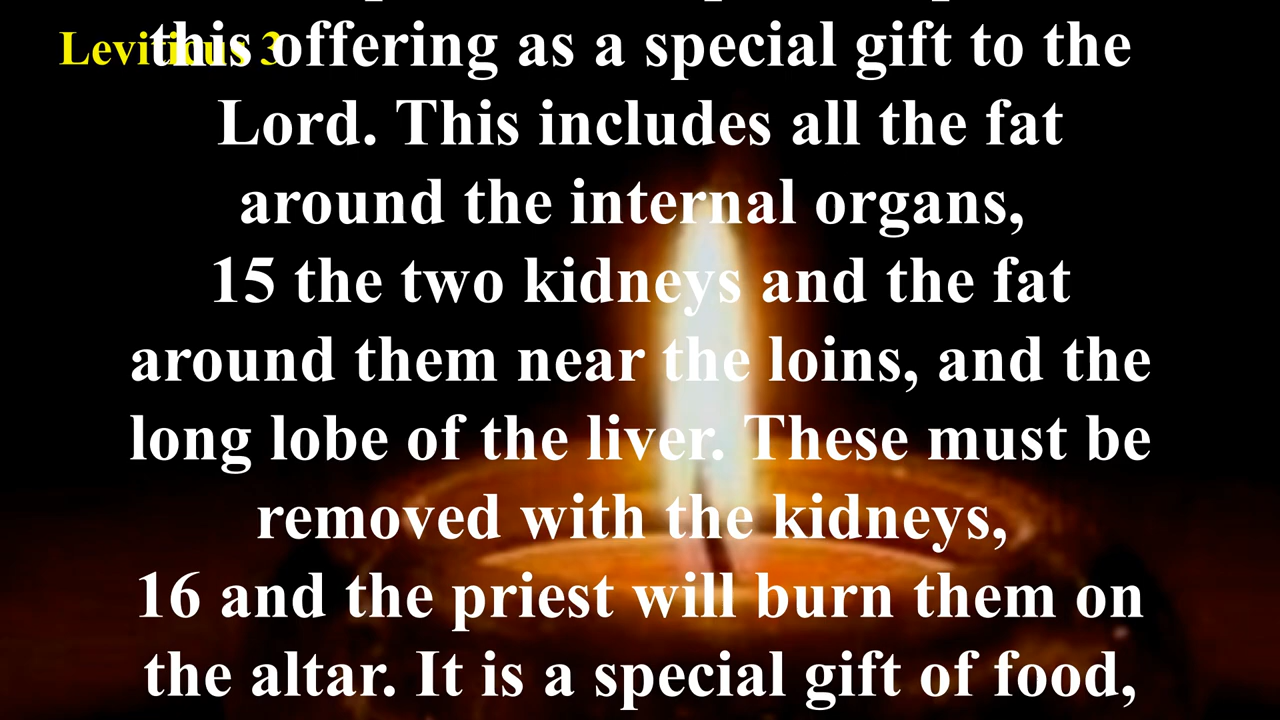 Leviticus 3
this offering as a special gift to the
Lord. This includes all the fat
around the internal organs,
15 the two kidneys and the fat
around them near the loins, and the
long lobe of the liver. These must be
removed with the kidneys,
16 and the priest will burn them on
the altar. It is a special gift of food,